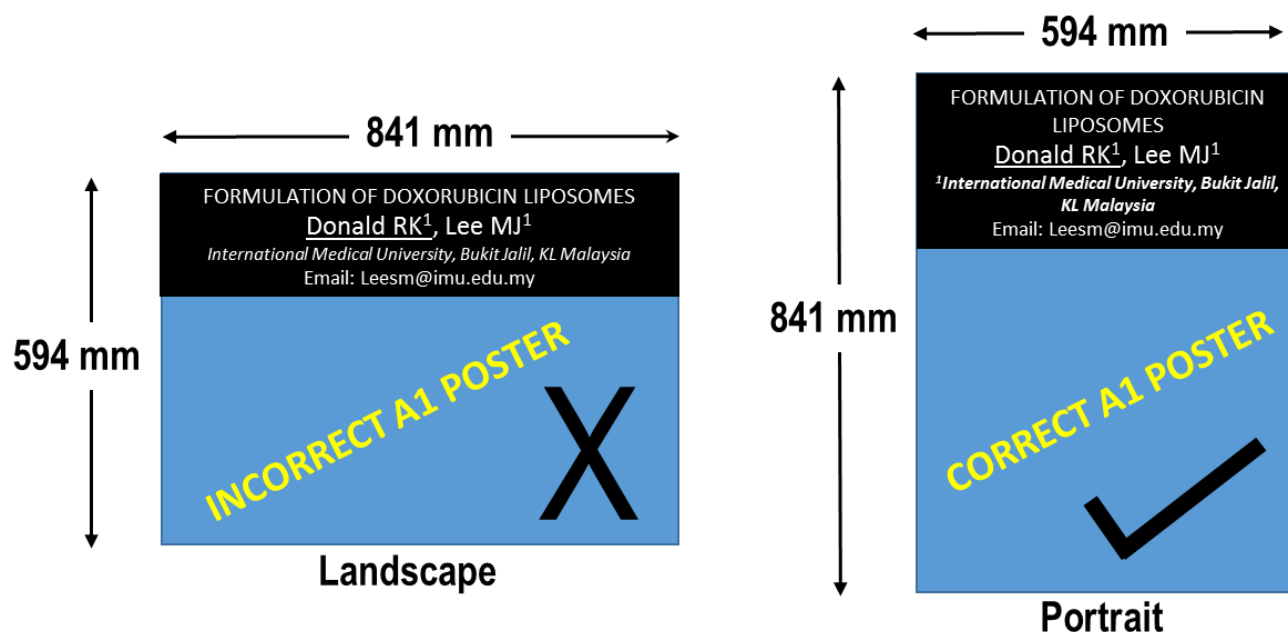 841 mm
594 mm
FORMULATION OF DOXORUBICIN LIPOSOMES
Donald RK¹, Lee MJ¹
International Medical University, Bukit Jalil, KL Malaysia
Email: Leesm@imu.edu.my
INCORRECT A1 POSTER
X
Landscape
594 mm
841 mm
FORMULATION OF DOXORUBICIN
LIPOSOMES
Donald RK¹, Lee MJ¹
¹International Medical University, Bukit Jalil,
KL Malaysia
Email: Leesm@imu.edu.my
CORRECT A1 POSTER
Portrait